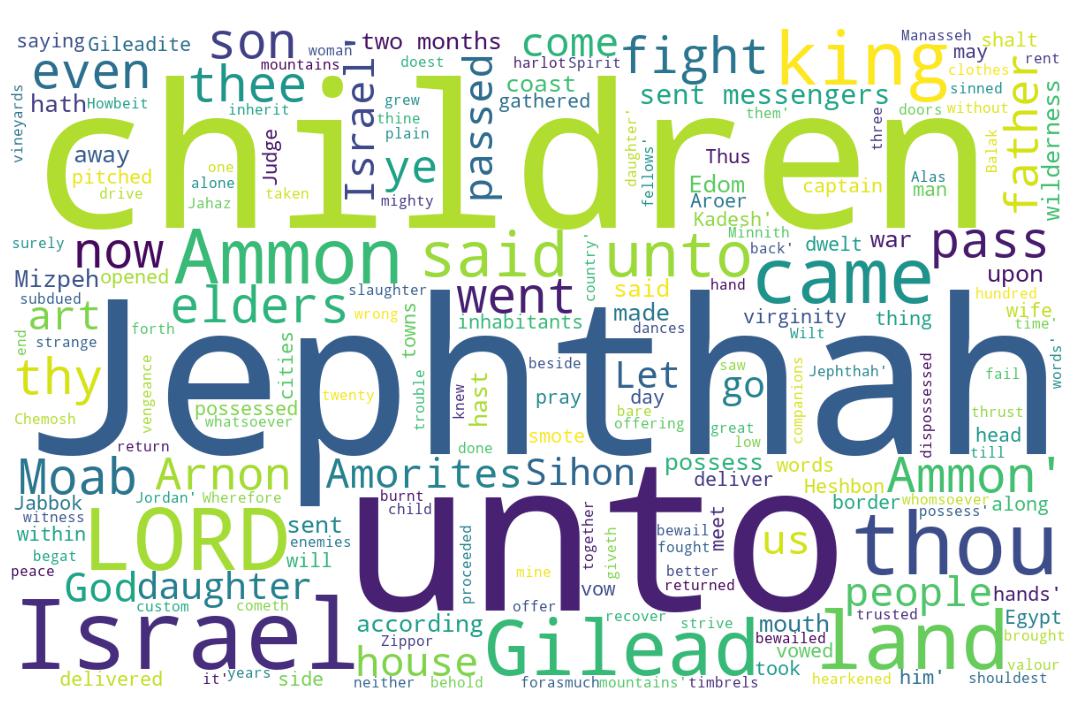 saying Gileadite son mountains woman two months come fight king Manasseh may shalt rent
even thee Israel' doest passed harlot Spirit coast clothes sinned father
vineyards hath Howbeit inherit grew thine plain gathered sent messengers them' doors without wilderness
children
away pitched drive one alone Jahaz taken Judge Israel ye mighty daughter' fellows' Thus three Edom Aroer Kadesh' captain Balak Alas man
surely now Ammon said unto Minnith back' dwelt war pass
Mizpeh opened elders slaughter went country' said hand came upon hundred
subdued art forth wrong inhabitants made dances virginity Wilt thing wife time'
strange end towns cities beside Let saw go Jephthah' words' fail
Jephthah
thy vengeance possessed twenty trouble knew hast pray day bare companions dispossessed thrust
Chemosh whatsoever smote offering great low head
return done till
Moab Arnon Amorites Sihon possess words Ammon'
Jabbok Jordan' Wherefore burnt child deliver Heshbon border whomsoever along
witness LORD sent unto bewail meet us possess' thou
within enemies fought
begat will proceeded together giveth better
peace God daughter mine vow returned people hands'
Israel custom cometh offer according recover strive mouth trusted Egypt
Zippor house Gilead bewailed vowed land brought
delivered it' years side neither behold forasmuch mountains' timbrels took hearkened him' valour shouldest